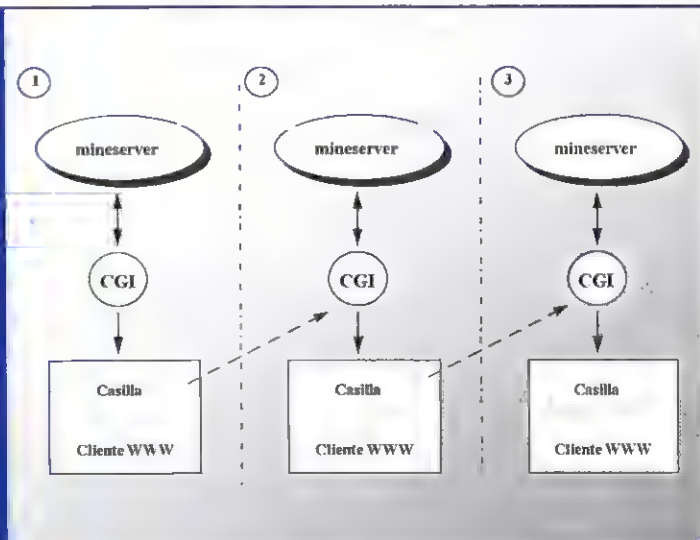 1
mineserver
CGI
Casilla
Cliente WWW
2
mineserver
CGI
Casilla
Cliente WWW
3
mineserver
CGI
Casilla
Cliente WWW